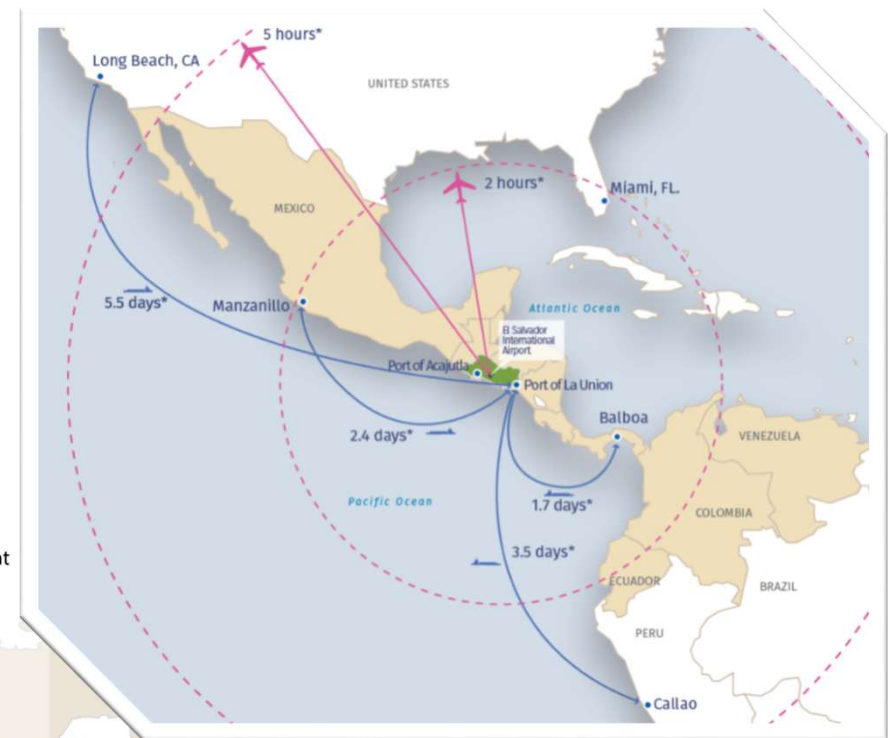 5 hours*
Long Beach, CA
UNITED STATES
2 hours*
Miami, FL.
MEXICO
5.5 days*
Manzanillo
Atlantic Ocean
El Salvador
International
Airport
Port of Acajutla
Port of La Union
Balboa
2.4 days*
VENEZUELA
Pacific Ocean
1.7 days*
COLOMBIA
3.5 days*
nt
ECUADOR
BRAZIL
PERU
Callao